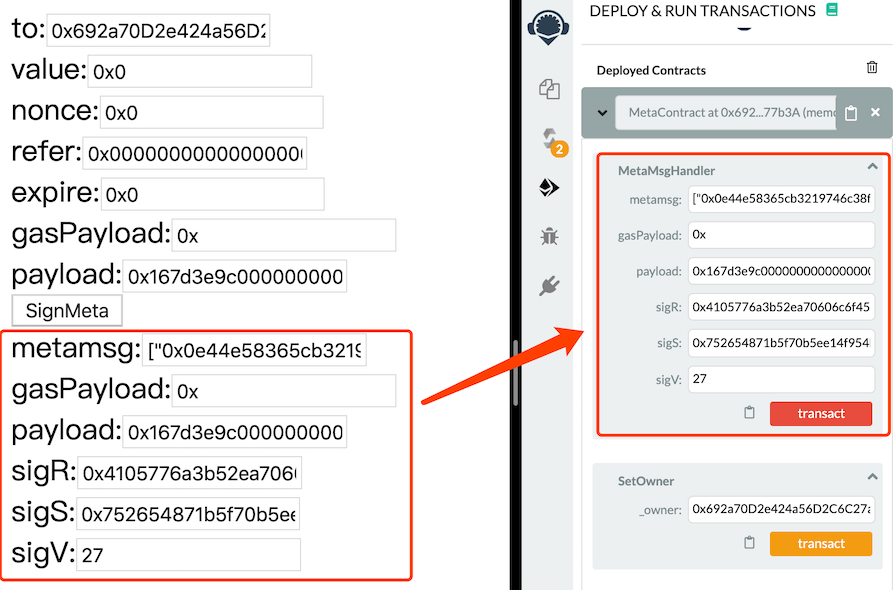 to: 0x692a70D2e424a56D2
value: 0x0
nonce: 0x0
refer: 0x0000000000000000
expire: 0x0
gasPayload: 0x
payload: 0x167d3e9c000000000
SignMeta
metamsg: ["0x0e44e58365cb3219
gasPayload: 0x
payload: 0x167d3e9c000000000
sigR: 0x4105776a3b52ea706
sigS: 0x752654871b5f70b5ee
sigV: 27
DEPLOY & RUN TRANSACTIONS
2
Deployed Contracts
MetaContract at 0x692...77b3A (memo
MetaMsgHandler
metamsg: ["0x0e44e58365cb3219746c38f
gasPayload: 0x
payload: 0x167d3e9c0000000000000000
sigR: 0x4105776a3b52ea70606c6f45
sigS: 0x752654871b5f70b5ee14f954
sigV: 27
transact
SetOwner
_owner: 0x692a70D2e424a56D2C6C27a
transact